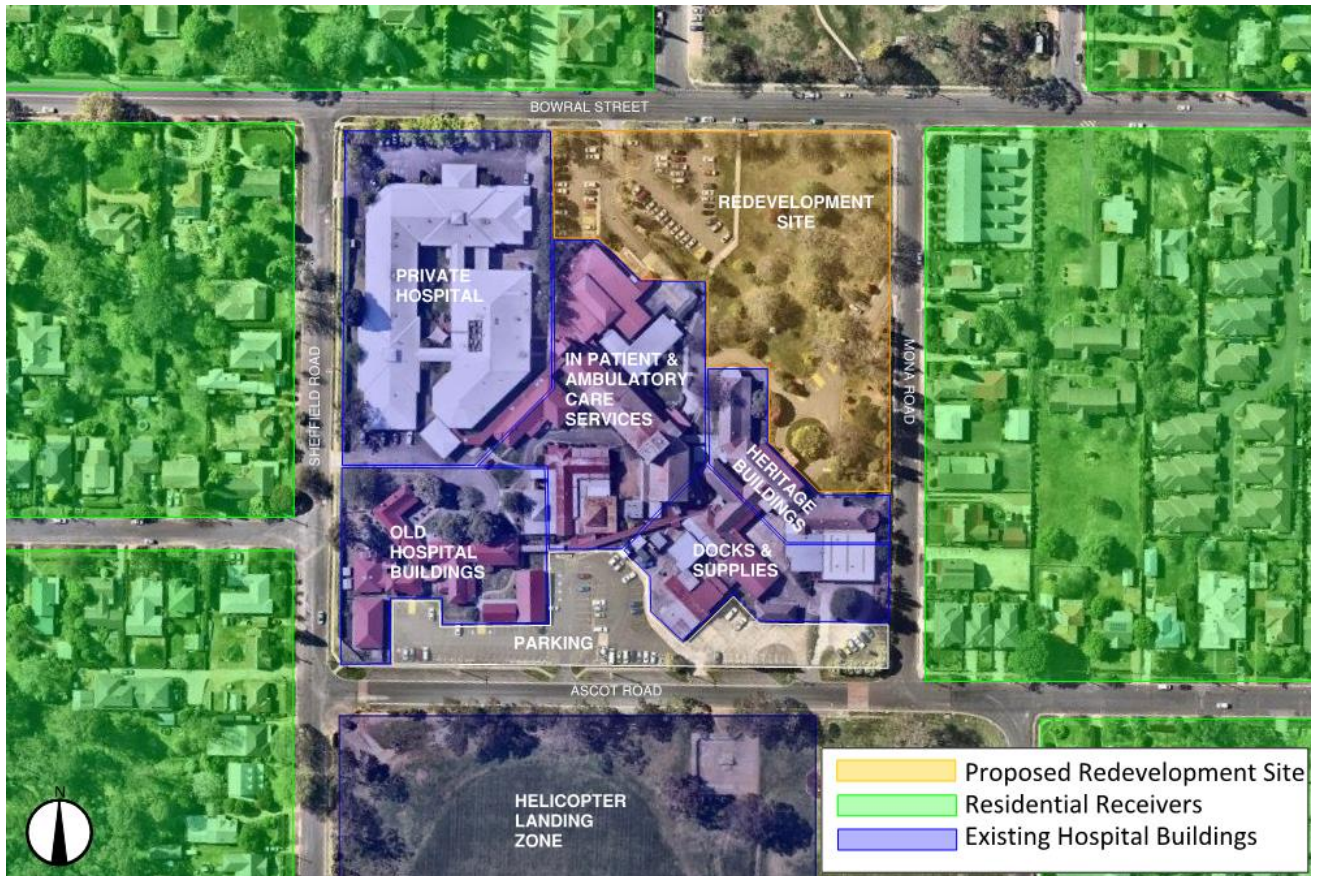 BOWRAL STREET
REDEVELOPMENT
SITE
PRIVATE
HOSPITAL
IN PATIENT &
AMBULATORY
CARE
SERVICES
SHEFFIELD ROAD
MONA ROAD
HERITAGE
BUILDINGS
OLD
HOSPITAL
BUILDINGS
DOCKS &
SUPPLIES
PARKING
ASCOT ROAD
HELICOPTER
LANDING
ZONE
N
Proposed Redevelopment Site
Residential Receivers
Existing Hospital Buildings